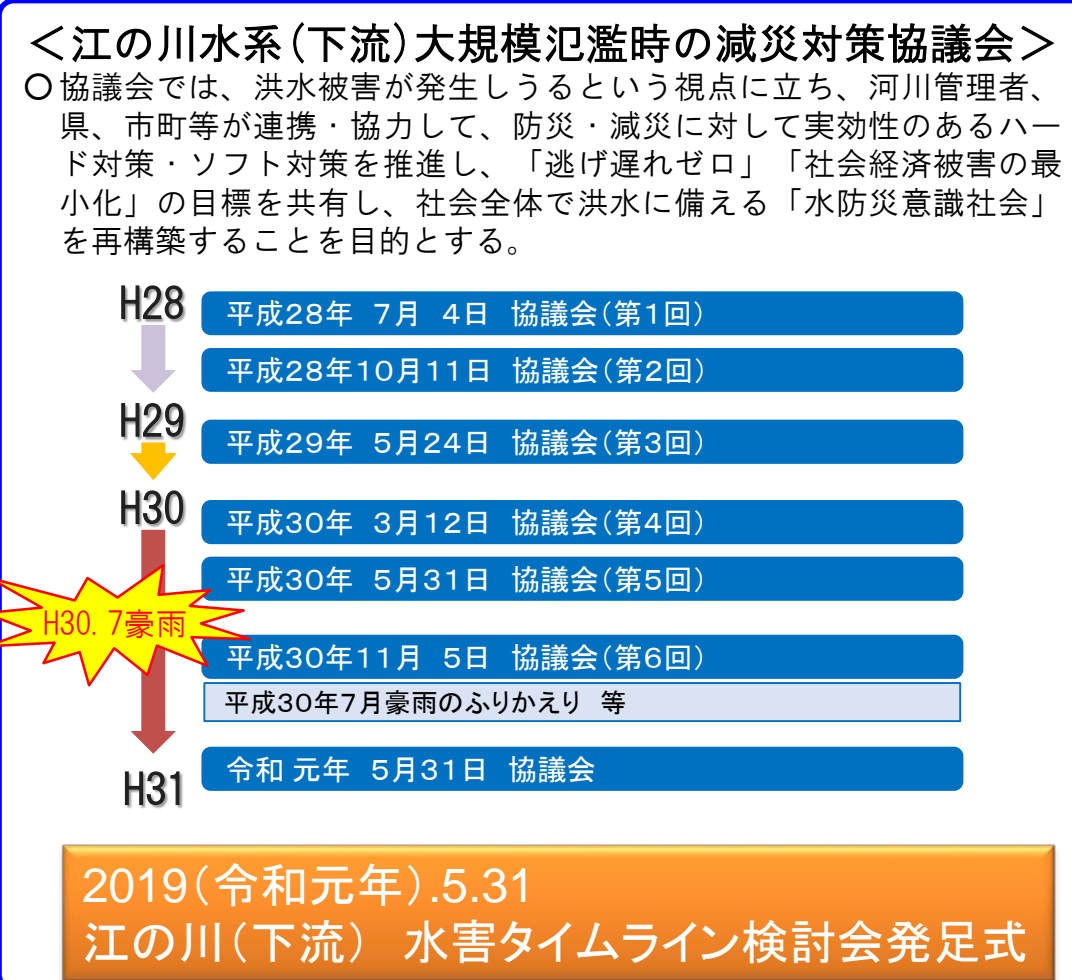 ＜江の川水系（下流）大規模氾濫時の減災対策協議会＞
〇協議会では、洪水被害が発生しうるという視点に立ち、河川管理者、
県、市町等が連携・協力して、防災・減災に対して実効性のあるハー
ド対策・ソフト対策を推進し、「逃げ遅れゼロ」「社会経済被害の最
小化」の目標を共有し、社会全体で洪水に備える「水防災意識社会」
を再構築することを目的とする。
H28
平成28年　7月　4日　協議会（第1回）
平成28年10月11日　協議会（第2回）
H29
平成29年　5月24日　協議会（第3回）
H30
平成30年　3月12日　協議会（第4回）
平成30年　5月31日　協議会（第5回）
H30.7豪雨
平成30年11月　5日　協議会（第6回）
平成30年7月豪雨のふりかえり　等
令和 元年　5月31日　協議会
H31
2019（令和元年）.5.31
江の川（下流）　水害タイムライン検討会発足式